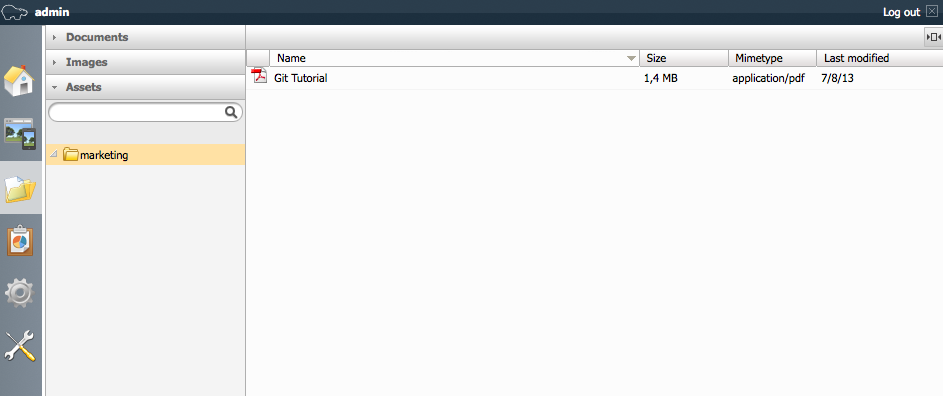 admin Log out
Documents
Images
Assets
Name Size Mimetype Last modified
Git Tutorial 1,4 MB application/pdf 7/8/13
marketing